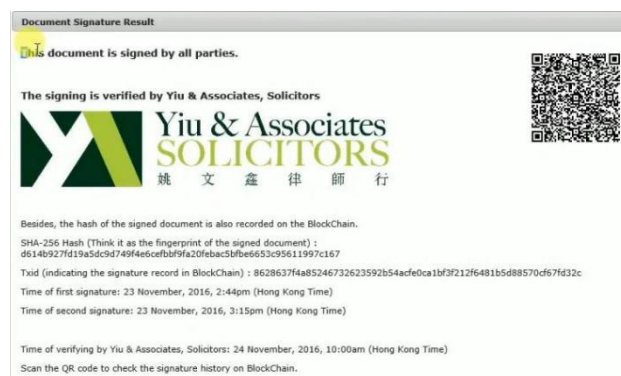 Document Signature Result
This document is signed by all parties.
The signing is verified by Yiu & Associates, Solicitors
Yiu & Associates
SOLICITORS
姚 文 鑫 律 師 行
Besides, the hash of the signed document is also recorded on the BlockChain.
SHA-256 Hash (Think it as the fingerprint of the signed document) :
d614b927fd19a5dc9d749f4e6cefbbf9fa20febac5bfbe6653c95611997c167
Txid (indicating the signature record in BlockChain) : 8628637f4a85246732623592b54acfe0ca1bf3f212f6481b5d88570cf67fd32c
Time of first signature: 23 November, 2016, 2:44pm (Hong Kong Time)
Time of second signature: 23 November, 2016, 3:15pm (Hong Kong Time)
Time of verifying by Yiu & Associates, Solicitors: 24 November, 2016, 10:00am (Hong Kong Time)
Scan the QR code to check the signature history on BlockChain.